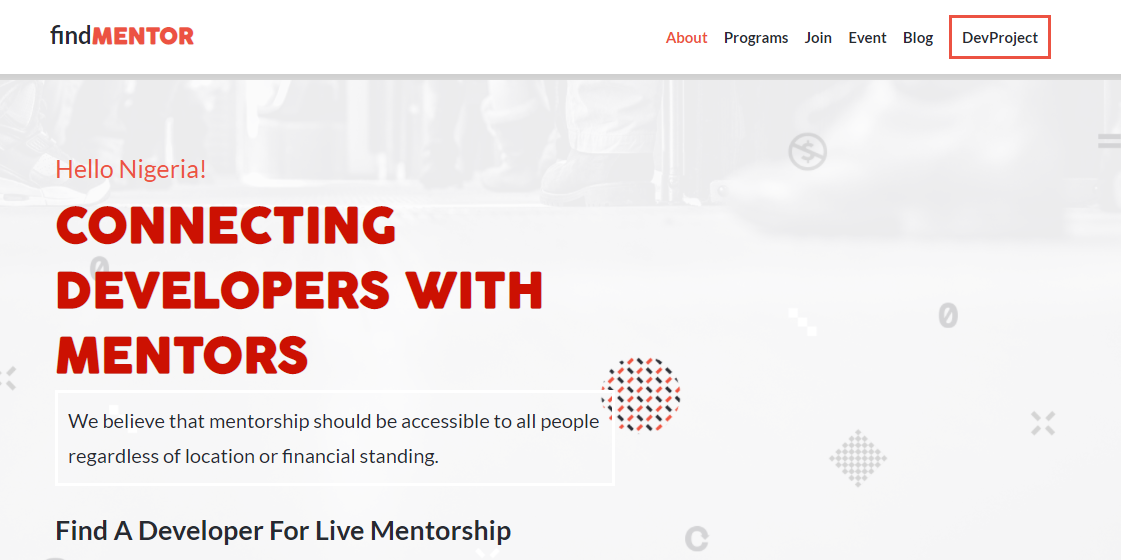 findMENTOR
About Programs Join Event Blog DevProject
Hello Nigeria!
CONNECTING
DEVELOPERS WITH
MENTORS
We believe that mentorship should be accessible to all people
regardless of location or financial standing.
Find A Developer For Live Mentorship